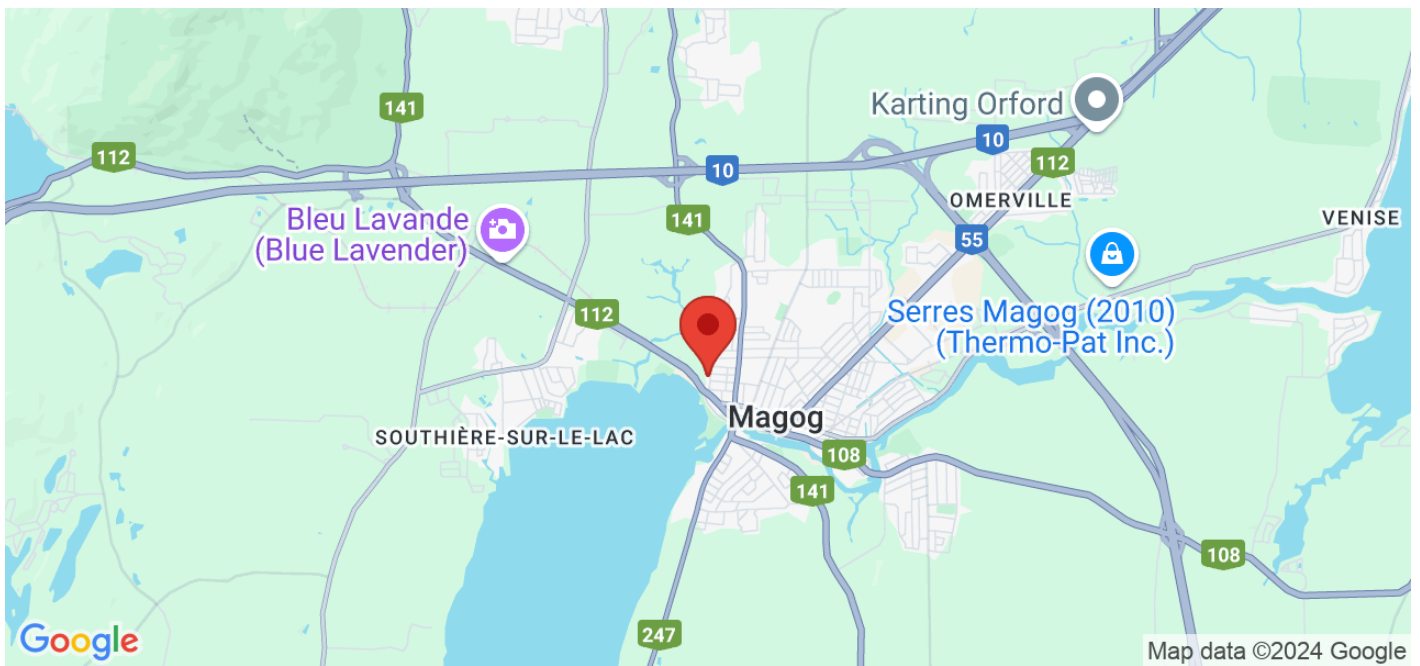 141
Karting Orford
10
112
112
10
OMERVILLE
141
Bleu Lavande
(Blue Lavender)
VENISE
55
112
Serres Magog (2010)
(Thermo-Pat Inc.)
Magog
SOUTHIÈRE-SUR-LE-LAC
108
141
108
247
Google
Map data ©2024 Google